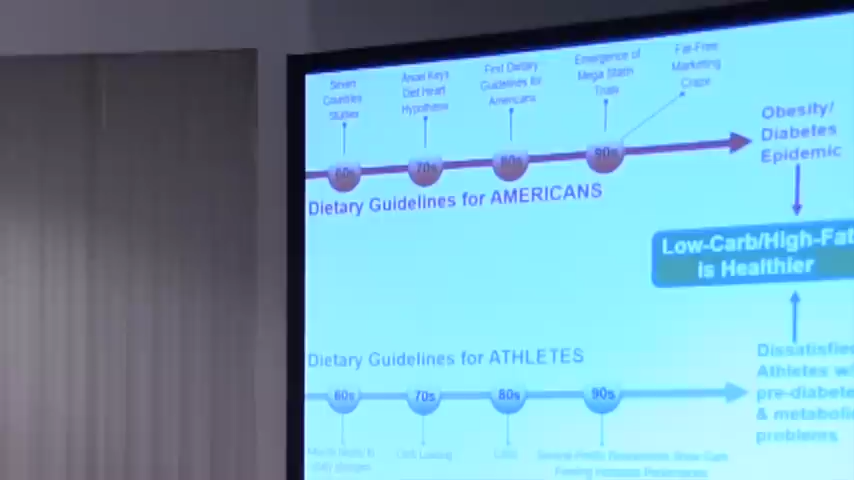 Seven
Countries
Studies
Ancel Keys
Diet Heart
Hypothesis
First Dietary
Guidelines for
Americans
Emergence of
Mega Statin
Trials
Fat-Free
Marketing
Craze
60s
70s
80s
90s
Obesity/
Diabetes
Epidemic
Dietary Guidelines for AMERICANS
Low-Carb/High-Fat
is Healthier
Dietary Guidelines for ATHLETES
60s
70s
80s
90s
Dissatisfied
Athletes w/
pre-diabete
& metabolic
problems